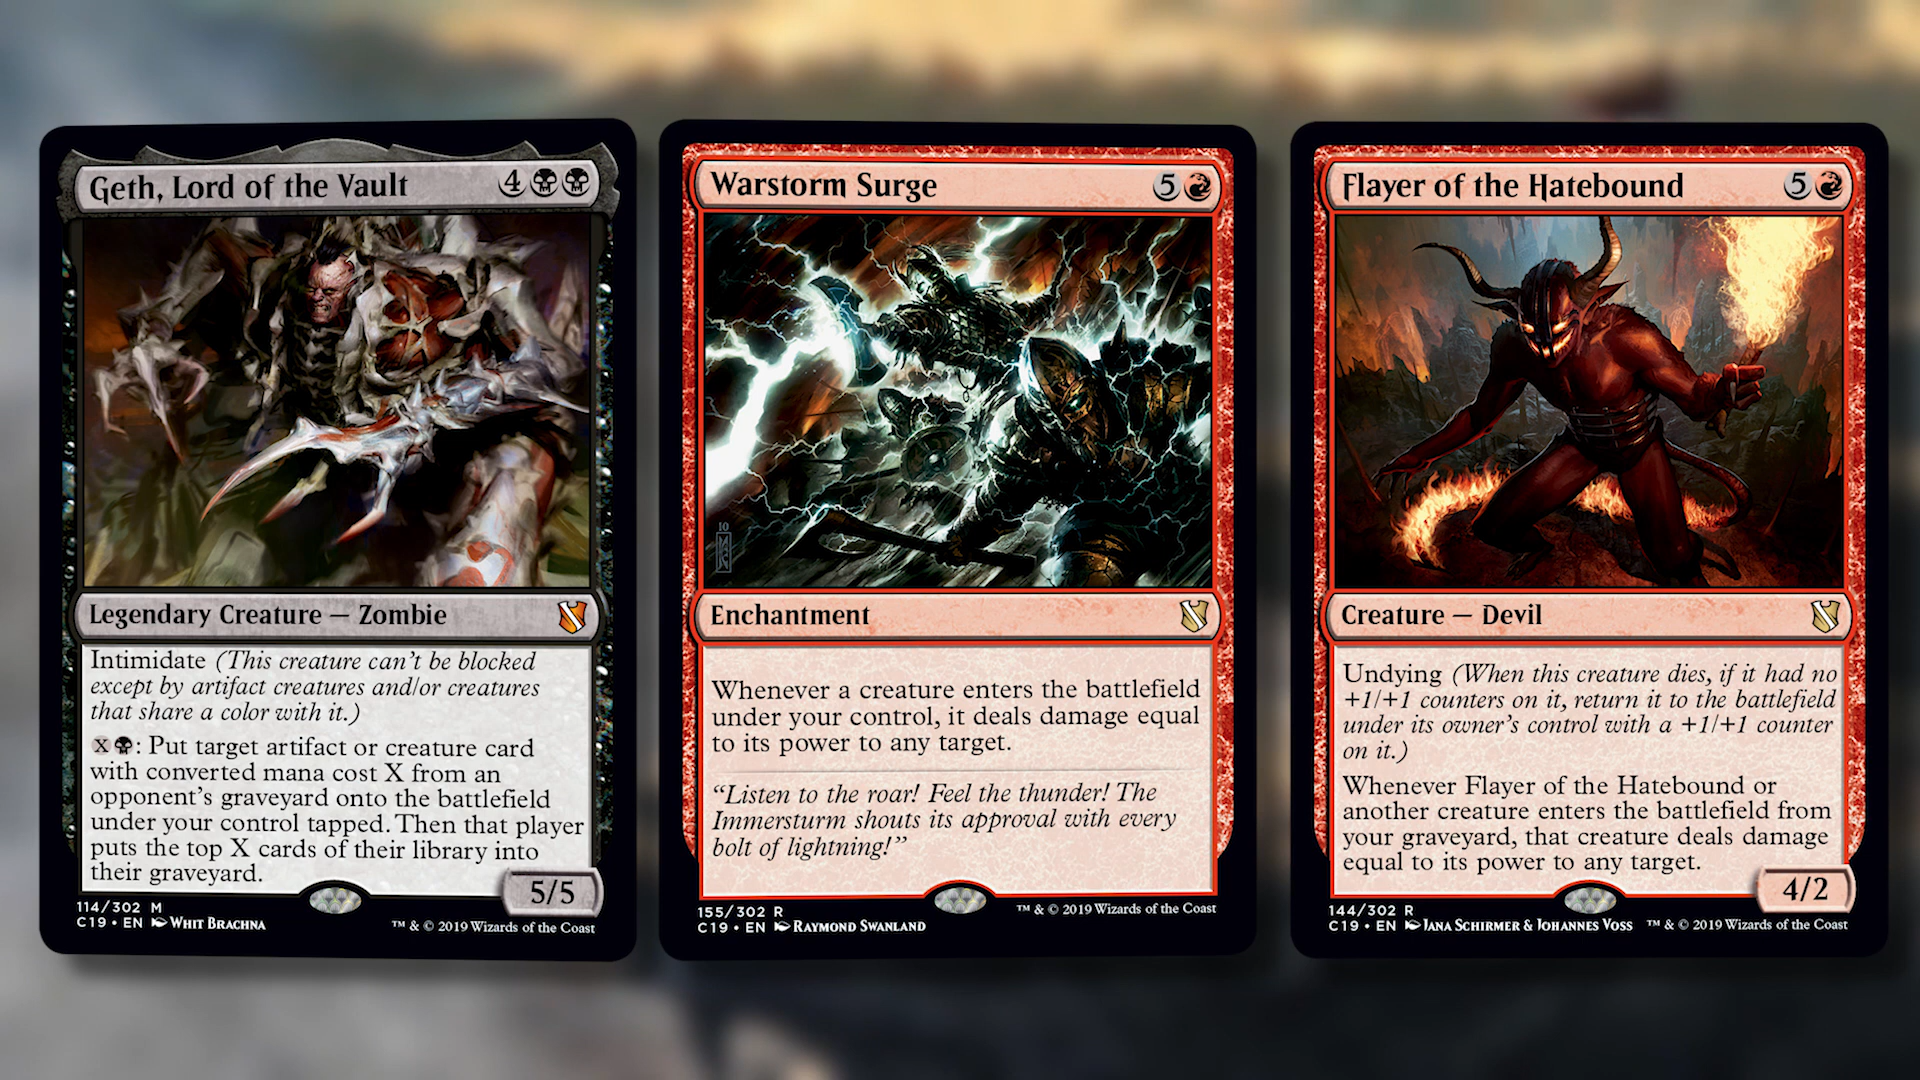 Geth, Lord of the Vault 4
Legendary Creature — Zombie
Intimidate (This creature can't be blocked
except by artifact creatures and/or creatures
that share a color with it.)
X: Put target artifact or creature card
with converted mana cost X from an
opponent's graveyard onto the battlefield
under your control tapped. Then that player
puts the top X cards of their library into
their graveyard.
5/5
114/302 M
C19 • EN Whit Brachna
™ & © 2019 Wizards of the Coast
Warstorm Surge 5
10
Enchantment
Whenever a creature enters the battlefield
under your control, it deals damage equal
to its power to any target.
“Listen to the roar! Feel the thunder! The
Immersturm shouts its approval with every
bolt of lightning!”
155/302 R
C19 • EN Raymond Swanland
™ & © 2019 Wizards of the Coast
Flayer of the Hatebound 5
Creature — Devil
Undying (When this creature dies, if it had no
+1/+1 counters on it, return it to the battlefield
under its owner's control with a +1/+1 counter
on it.)
Whenever Flayer of the Hatebound or
another creature enters the battlefield from
your graveyard, that creature deals damage
equal to its power to any target.
4/2
144/302 R
C19 • EN Jana Schirmer & Johannes Voss
™ & © 2019 Wizards of the Coast